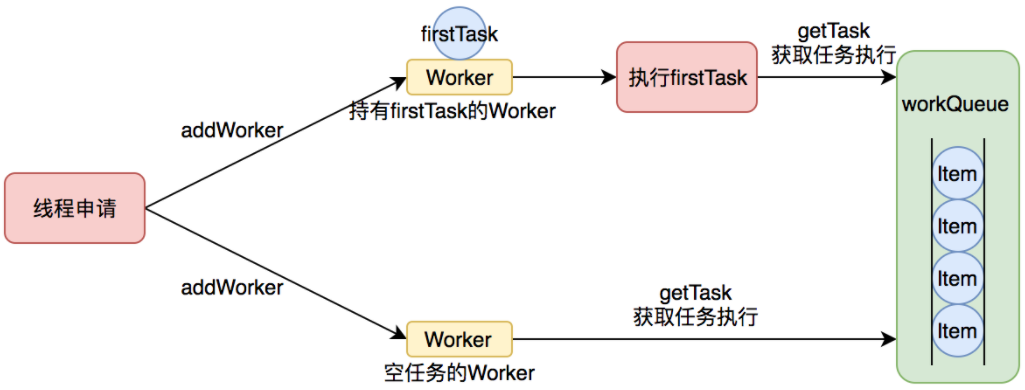 firstTask
Worker
持有firstTask的Worker
执行firstTask
getTask
获取任务执行
workQueue
addWorker
线程申请
Item
Item
Item
Item
addWorker
getTask
获取任务执行
Worker
空任务的Worker